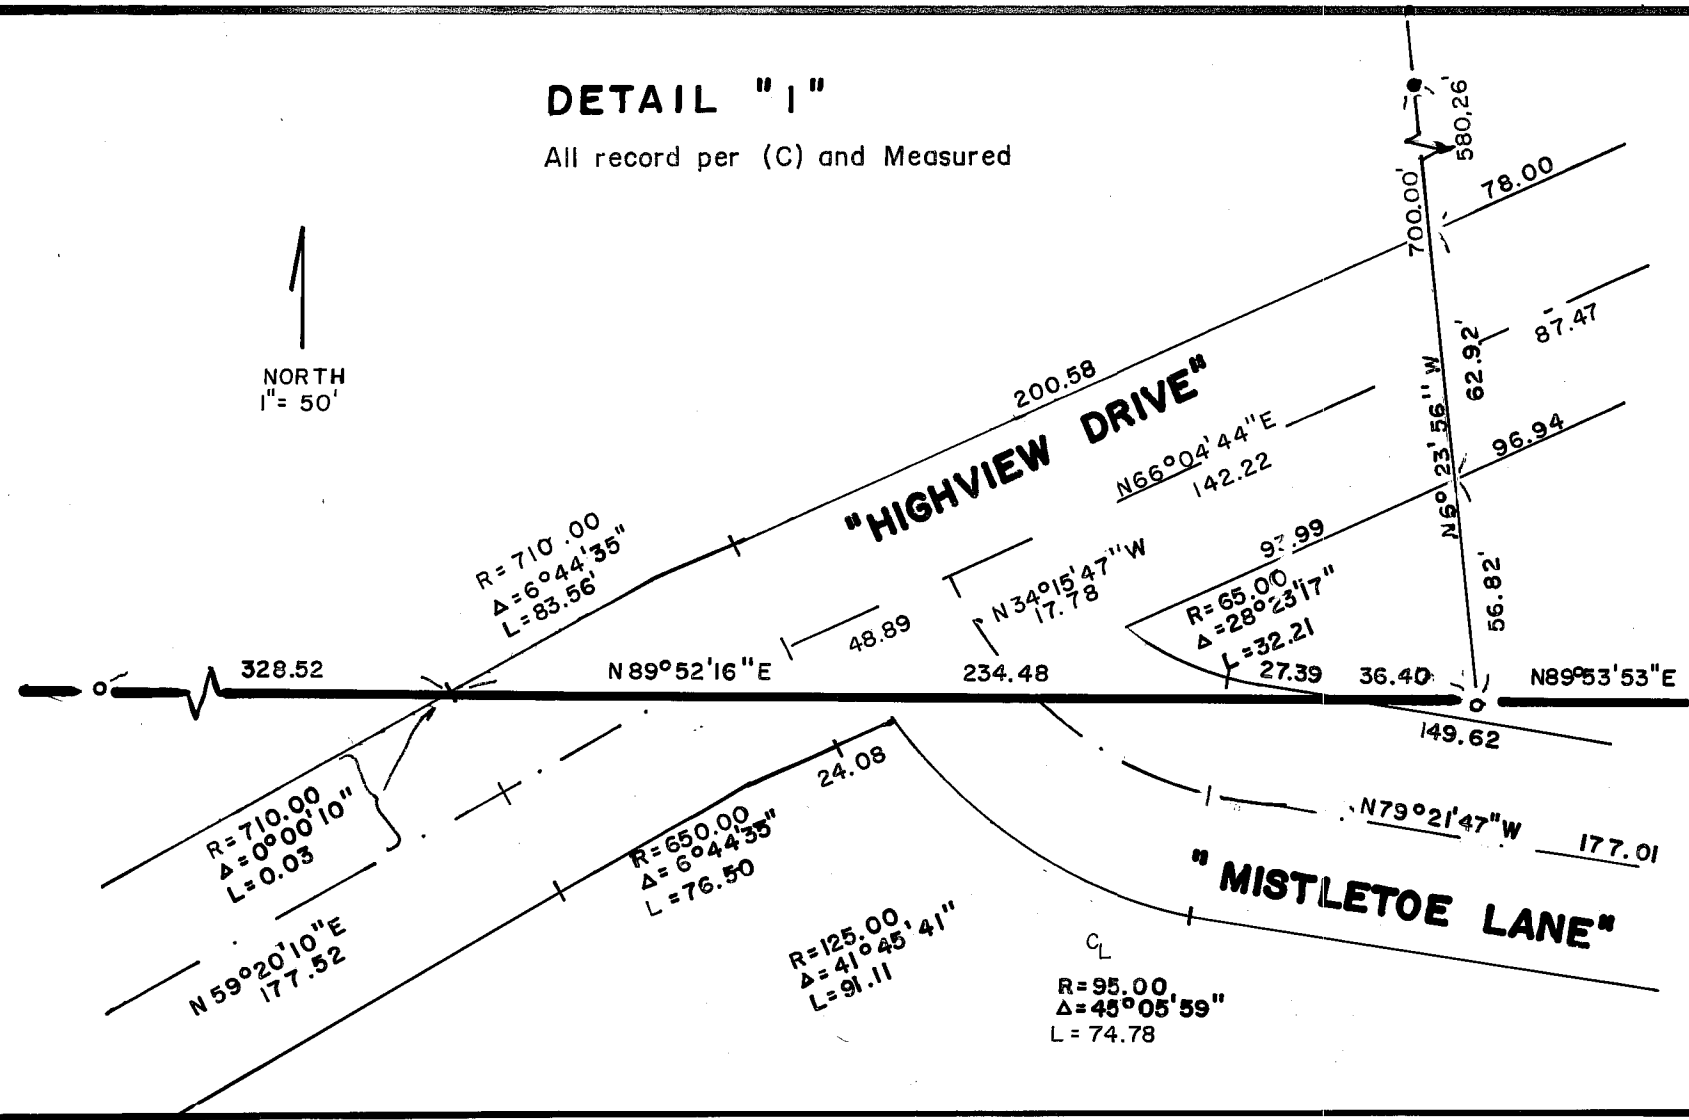 DETAIL "1"
All record per (C) and Measured
NORTH
1"= 50'
580.26'
700.00'
78.00
87.47
62.92'
N6°23'56"W
96.94
56.82'
200.58
"HIGHVIEW DRIVE"
N66°04'44"E
142.22
R=710.00
Δ=6°44'35"
L=83.56'
N34°15'47"W
17.78
R=65.00
Δ=28°23'17"
L=32.21
48.89
328.52
N89°52'16"E
234.48
27.39
36.40
N89°53'53"E
149.62
24.08
R=710.00
Δ=0°00'10"
L=0.03
R=650.00
Δ=6°44'35"
L=76.50
N79°21'47"W
177.01
"MISTLETOE LANE"
N59°20'10"E
177.52
R=125.00
Δ=41°45'41"
L=91.11
CL
R=95.00
Δ=45°05'59"
L=74.78